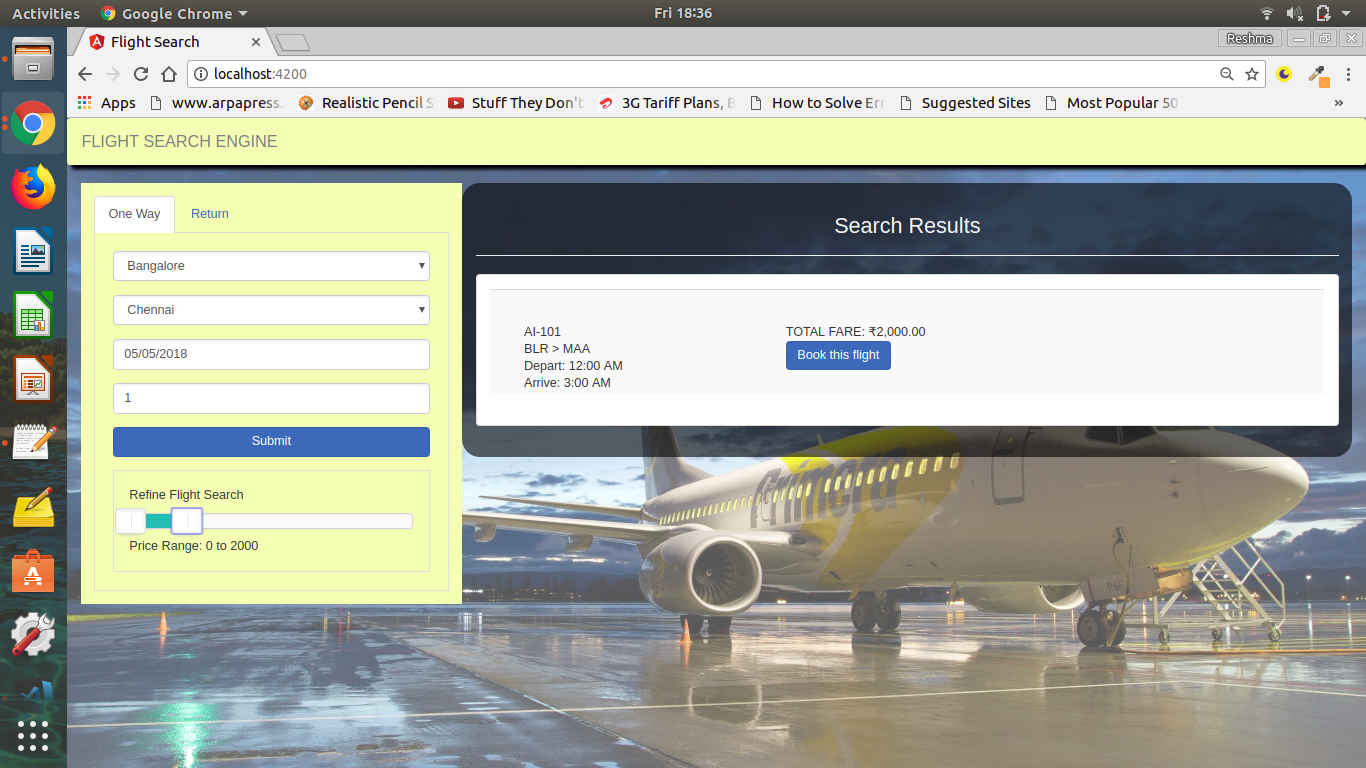 Activities
Google Chrome
Fri 18:36
Flight Search
Reshma
localhost:4200
Apps
www.arpapress.
Realistic Pencil S
Stuff They Don't
3G Tariff Plans, B
How to Solve Err
Suggested Sites
Most Popular 50
»
FLIGHT SEARCH ENGINE
One Way
Return
Bangalore
Chennai
05/05/2018
1
Submit
Refine Flight Search
Price Range: 0 to 2000
Search Results
AI-101
BLR > MAA
Depart: 12:00 AM
Arrive: 3:00 AM
TOTAL FARE: ₹2,000.00
Book this flight